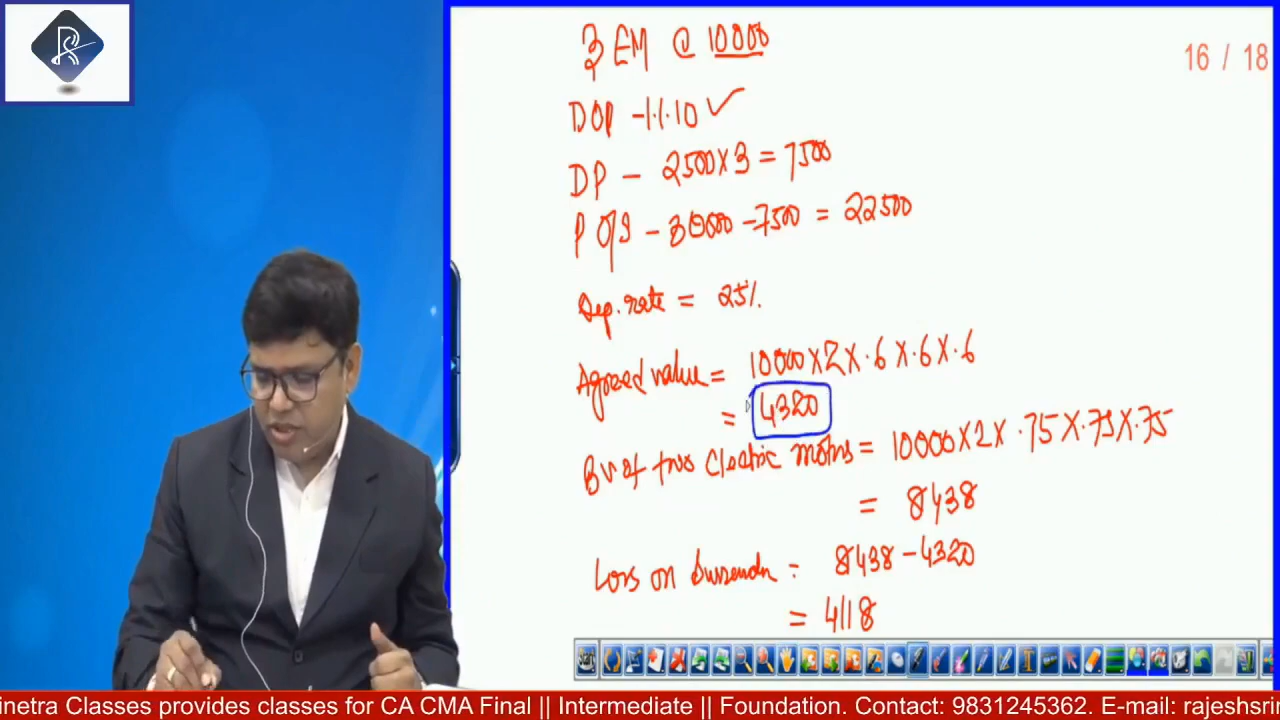 3 EM @ 10000
16 / 18
DOP - 1.1.10 ✓
DP - 2500 x 3 = 7500
P O/S - 30000 - 7500 = 22500
Dep. rate = 25%.
Agreed value = 10000 x 2 x .6 x .6 x .6
= 4320
BV of two Electric motors = 10000 x 2 x .75 x .75 x .75
= 8438
Loss on Surrender = 8438 - 4320
= 4118
Start
inetra Classes provides classes for CA CMA Final || Intermediate || Foundation. Contact: 9831245362. E-mail: rajeshsri